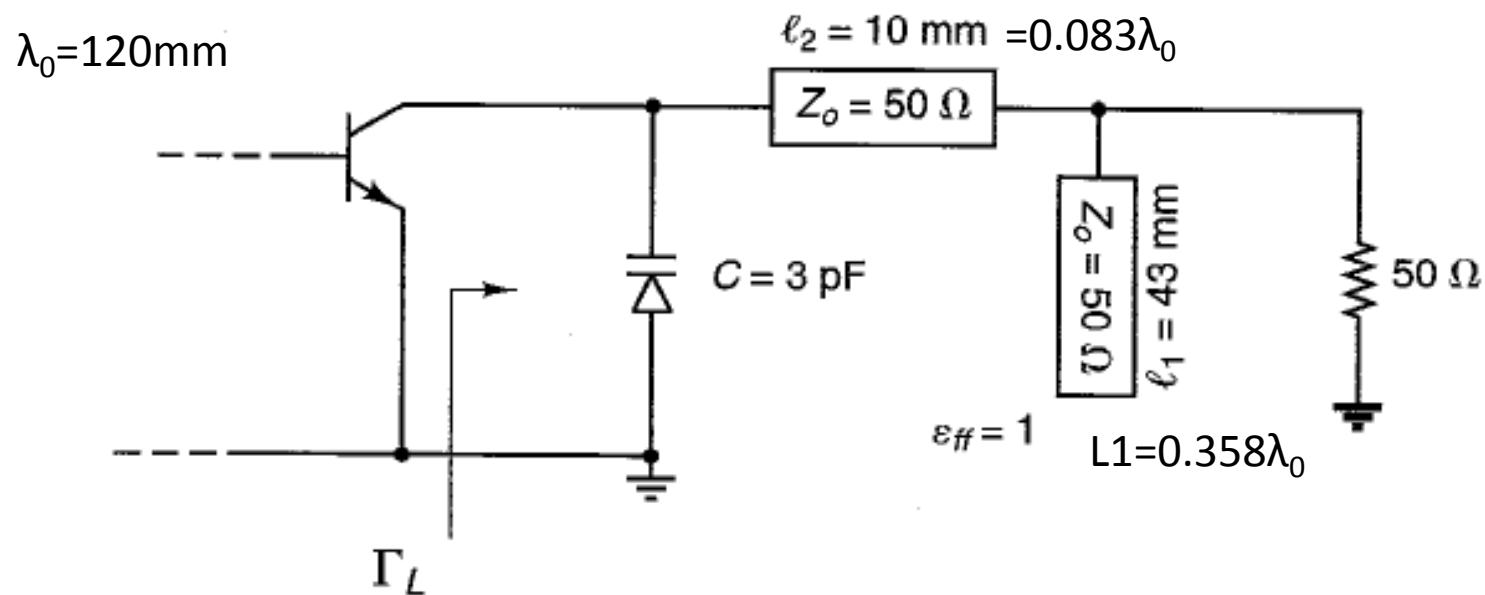 λ₀=120mm
ℓ₂ = 10 mm =0.083λ₀
Zₒ = 50 Ω
C = 3 pF
Zₒ = 50 Ω
ℓ₁ = 43 mm
50 Ω
εff = 1
L1=0.358λ₀
ΓL